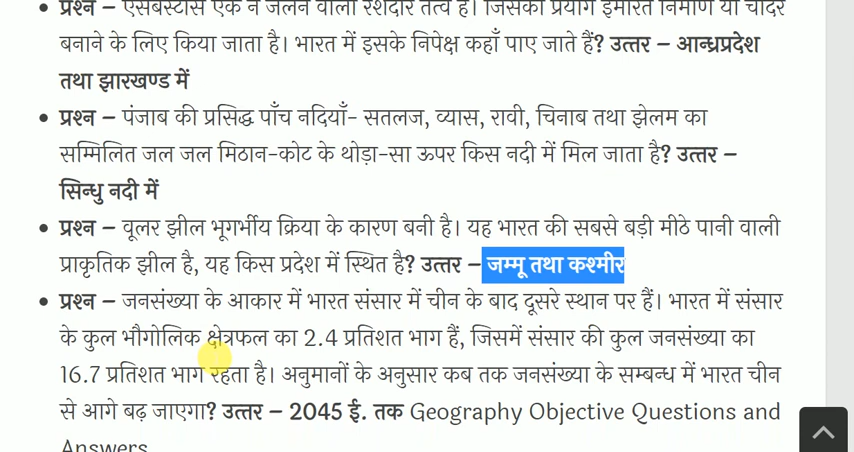 प्रश्न – एसबेस्टास एक न जलने वाला रेशेदार तत्व है। जिसका प्रयोग इमारत निर्माण या चादर
बनाने के लिए किया जाता है। भारत में इसके निपेक्ष कहाँ पाए जाते हैं? उत्तर – आन्ध्रप्रदेश
तथा झारखण्ड में
प्रश्न – पंजाब की प्रसिद्ध पाँच नदियाँ- सतलज, व्यास, रावी, चिनाब तथा झेलम का
सम्मिलित जल जल मिठान-कोट के थोड़ा-सा ऊपर किस नदी में मिल जाता है? उत्तर –
सिन्धु नदी में
प्रश्न – वूलर झील भूगर्भीय क्रिया के कारण बनी है। यह भारत की सबसे बड़ी मीठे पानी वाली
प्राकृतिक झील है, यह किस प्रदेश में स्थित है? उत्तर – जम्मू तथा कश्मीर
प्रश्न – जनसंख्या के आकार में भारत संसार में चीन के बाद दूसरे स्थान पर हैं। भारत में संसार
के कुल भौगोलिक क्षेत्रफल का 2.4 प्रतिशत भाग हैं, जिसमें संसार की कुल जनसंख्या का
16.7 प्रतिशत भाग रहता है। अनुमानों के अनुसार कब तक जनसंख्या के सम्बन्ध में भारत चीन
से आगे बढ़ जाएगा? उत्तर – 2045 ई. तक Geography Objective Questions and
Answers